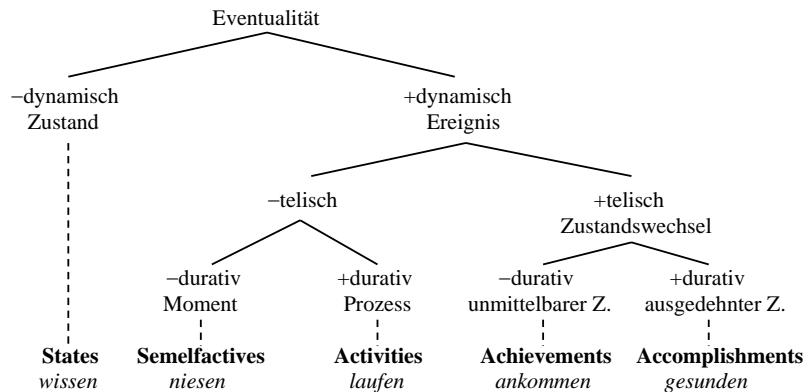 Eventualität
−dynamisch
Zustand
+dynamisch
Ereignis
−telisch
+telisch
Zustandswechsel
−durativ
Moment
+durativ
Prozess
−durativ
unmittelbarer Z.
+durativ
ausgedehnter Z.
States
wissen
Semelfactives
niesen
Activities
laufen
Achievements
ankommen
Accomplishments
gesunden